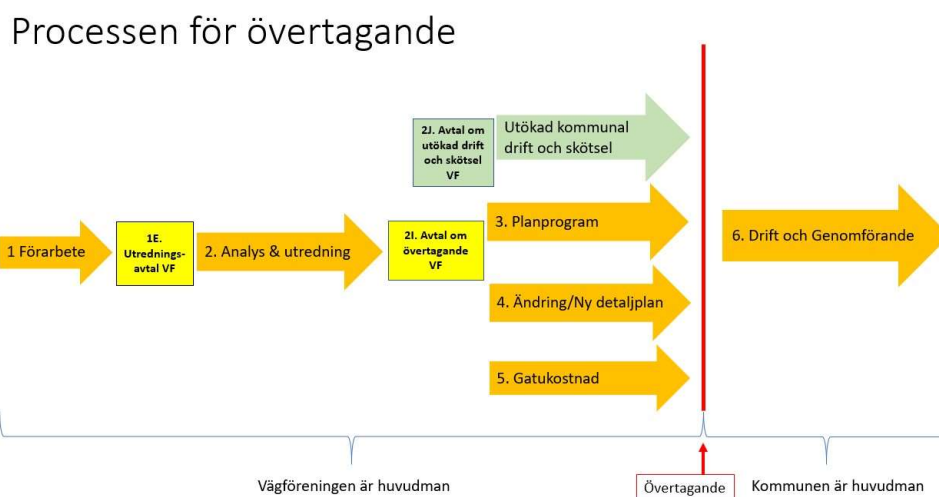 Processen för övertagande
2J. Avtal om
utökad drift
och skötsel
VF
Utökad kommunal
drift och skötsel
1 Förarbete
1E.
Utrednings-
avtal VF
2. Analys & utredning
2I. Avtal om
övertagande
VF
3. Planprogram
4. Ändring/Ny detaljplan
5. Gatukostnad
6. Drift och Genomförande
Vägföreningen är huvudman
Övertagande
Kommunen är huvudman